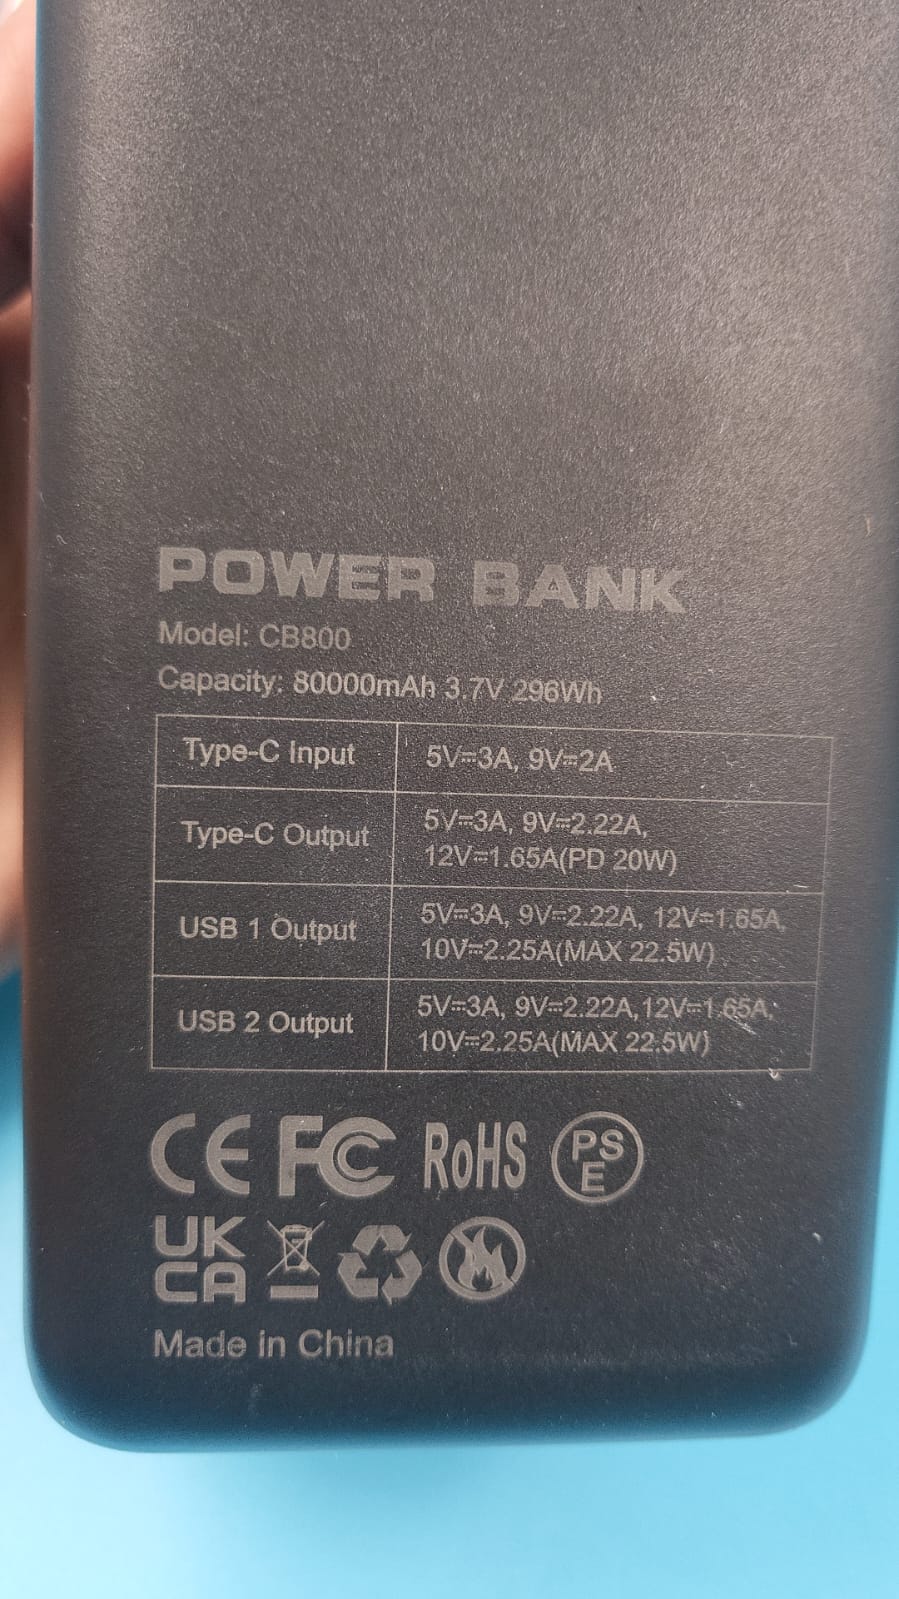 POWER BANK
Model: CB800
Capacity: 80000mAh 3.7V 296Wh
Type-C Input 5V⎓3A, 9V⎓2A
Type-C Output 5V⎓3A, 9V⎓2.22A,
12V⎓1.65A(PD 20W)
USB 1 Output 5V⎓3A, 9V⎓2.22A, 12V⎓1.65A,
10V⎓2.25A(MAX 22.5W)
USB 2 Output 5V⎓3A, 9V⎓2.22A,12V⎓1.65A,
10V⎓2.25A(MAX 22.5W)
CE FC RoHS PS
E
UK
CA
Made in China